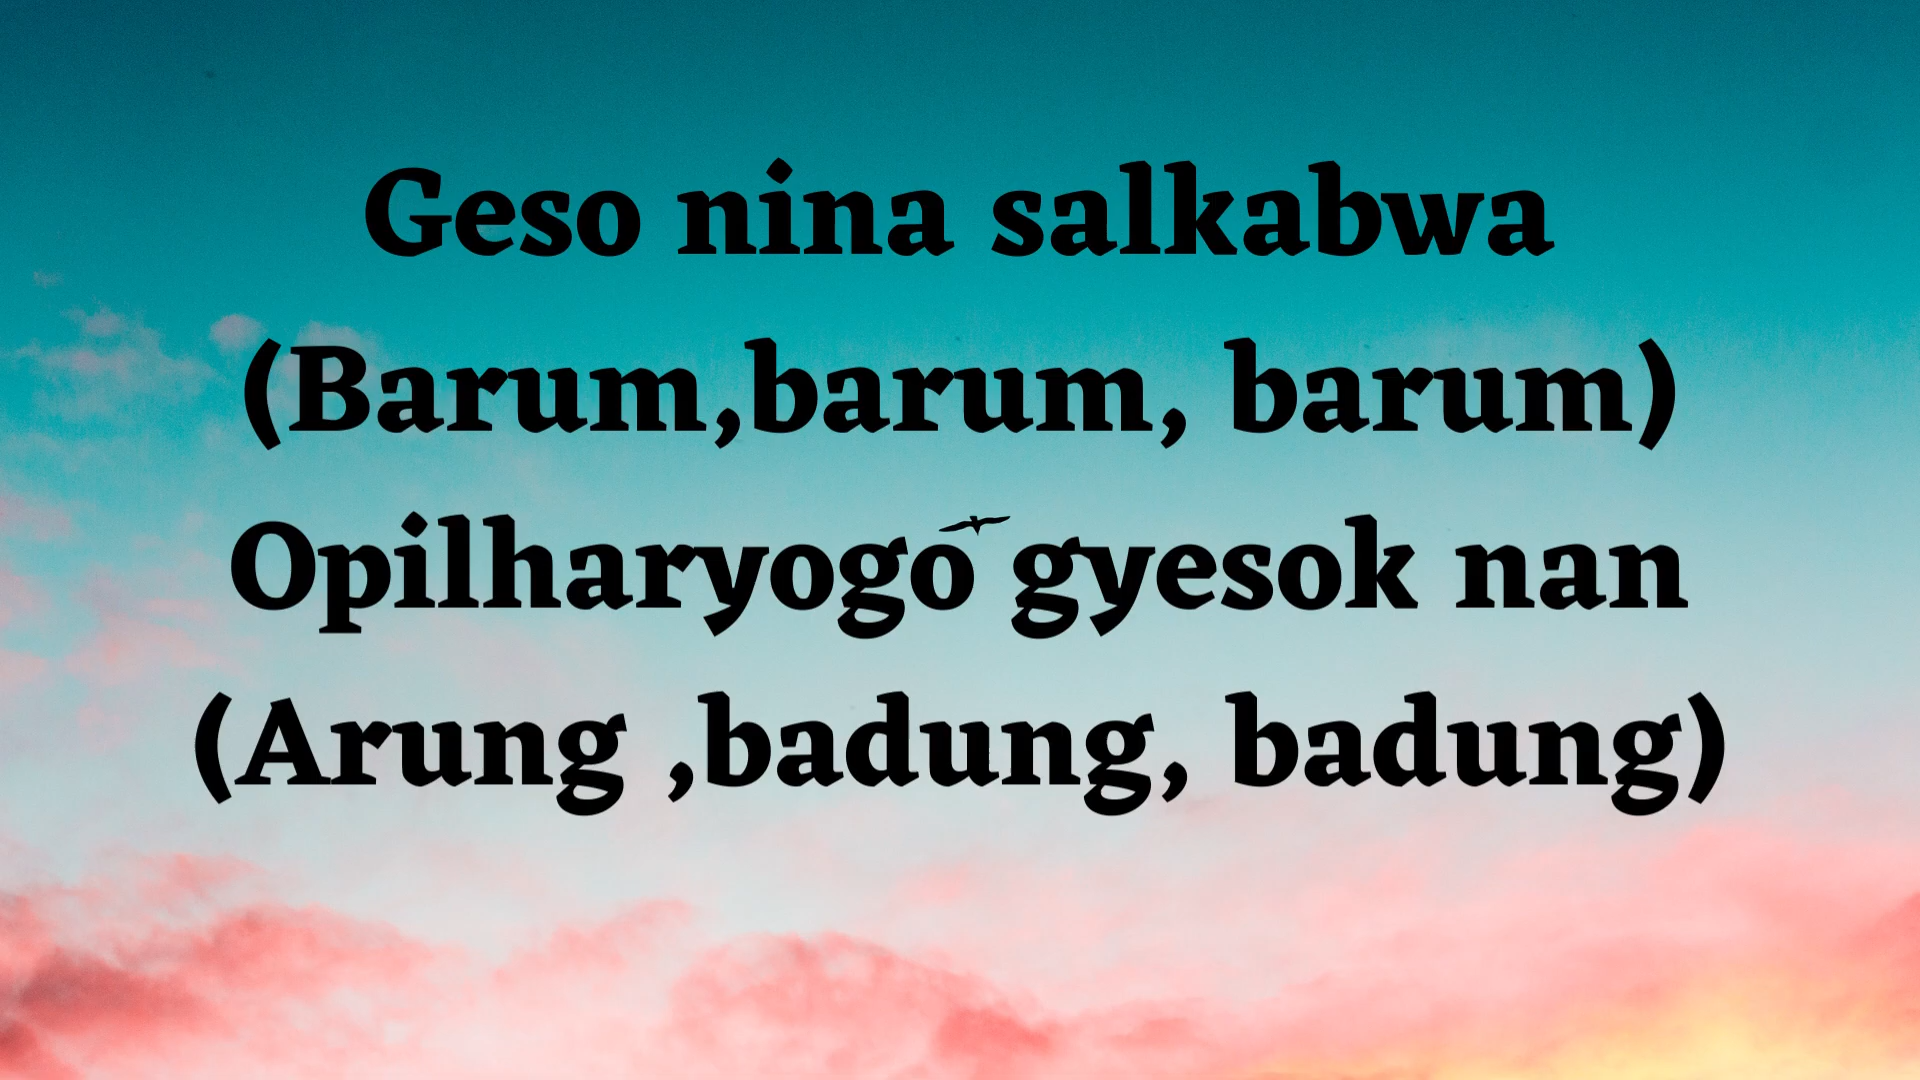 Geso nina salkabwa
(Barum,barum, barum)
Opilharyogo gyesok nan
(Arung ,badung, badung)